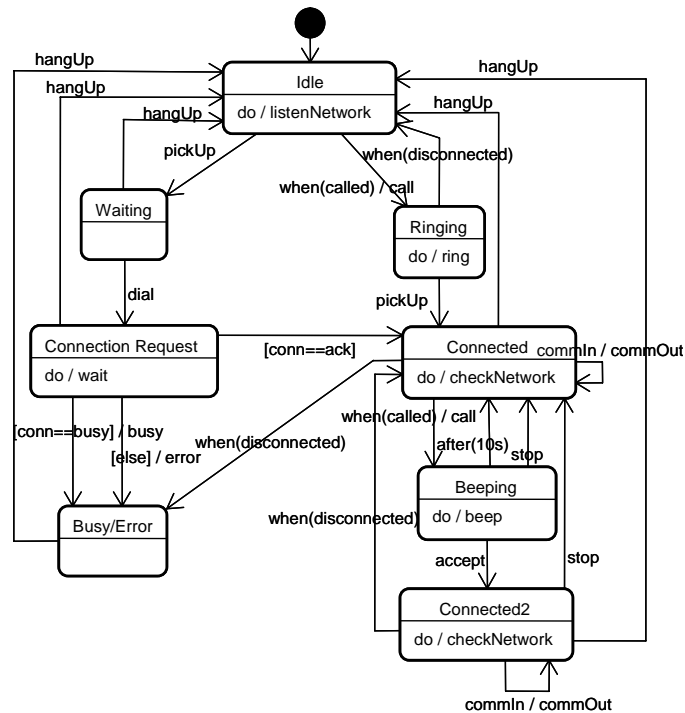 hangUp
Idle
hangUp
hangUp
do / listenNetwork
hangUp
hangUp
pickUp
when(disconnected)
when(called) / call
Waiting
Ringing
do / ring
dial
pickUp
Connection Request
[conn==ack]
Connected
commIn / commOut
do / wait
do / checkNetwork
when(called) / call
[conn==busy] / busy
when(disconnected)
after(10s)
stop
[else] / error
Beeping
do / beep
Busy/Error
when(disconnected)
accept
stop
Connected2
do / checkNetwork
commIn / commOut